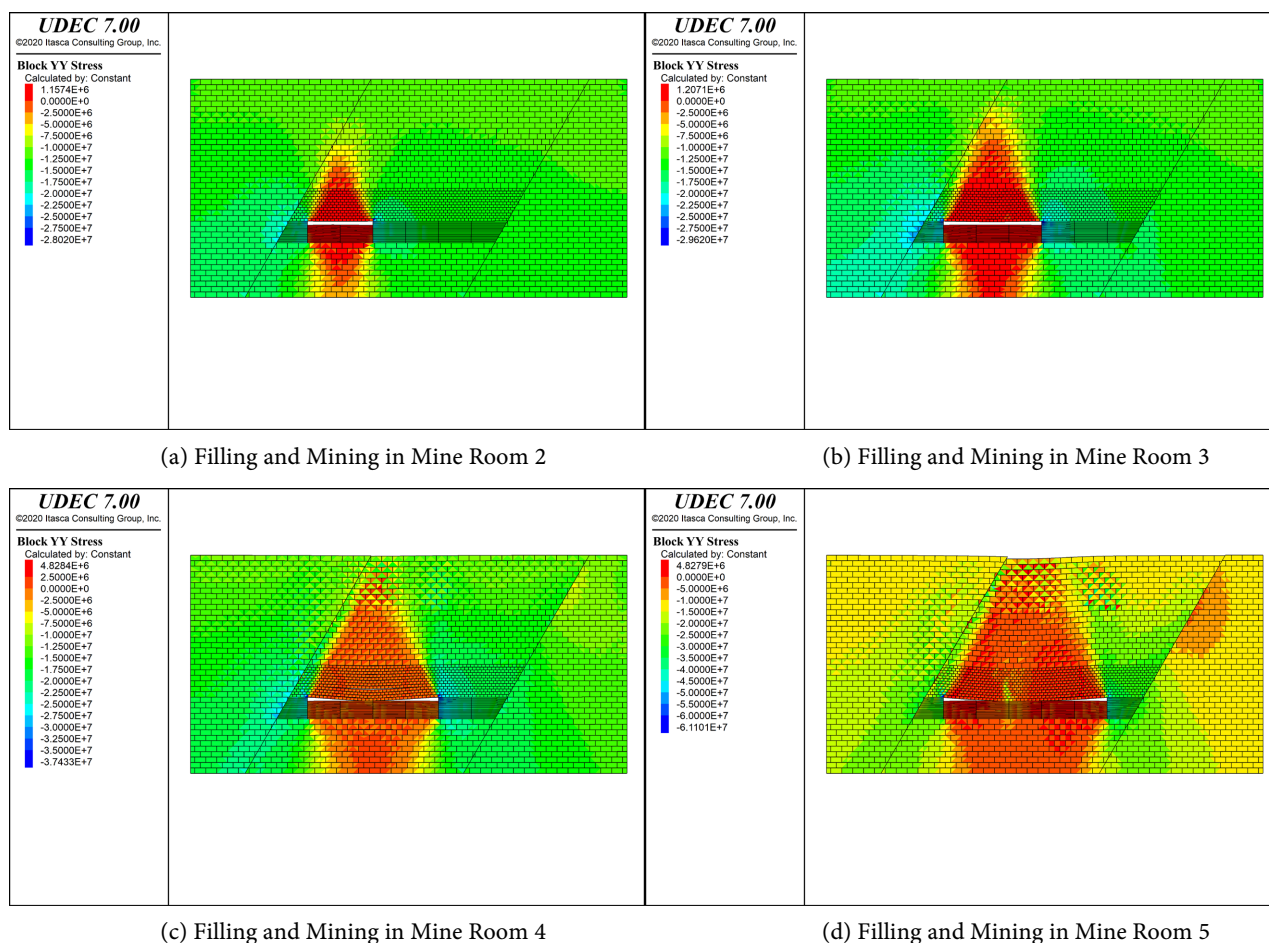 UDEC 7.00
©2020 Itasca Consulting Group, Inc.
Block YY Stress
Calculated by: Constant
1.1574E+6
0.0000E+0
-2.5000E+6
-5.0000E+6
-7.5000E+6
-1.0000E+7
-1.2500E+7
-1.5000E+7
-1.7500E+7
-2.0000E+7
-2.2500E+7
-2.5000E+7
-2.7500E+7
-2.8020E+7
(a) Filling and Mining in Mine Room 2
UDEC 7.00
©2020 Itasca Consulting Group, Inc.
Block YY Stress
Calculated by: Constant
1.2071E+6
0.0000E+0
-2.5000E+6
-5.0000E+6
-7.5000E+6
-1.0000E+7
-1.2500E+7
-1.5000E+7
-1.7500E+7
-2.0000E+7
-2.2500E+7
-2.5000E+7
-2.7500E+7
-2.9620E+7
(b) Filling and Mining in Mine Room 3
UDEC 7.00
©2020 Itasca Consulting Group, Inc.
Block YY Stress
Calculated by: Constant
4.8284E+6
2.5000E+6
0.0000E+0
-2.5000E+6
-5.0000E+6
-7.5000E+6
-1.0000E+7
-1.2500E+7
-1.5000E+7
-1.7500E+7
-2.0000E+7
-2.2500E+7
-2.5000E+7
-2.7500E+7
-3.0000E+7
-3.2500E+7
-3.5000E+7
-3.7433E+7
(c) Filling and Mining in Mine Room 4
UDEC 7.00
©2020 Itasca Consulting Group, Inc.
Block YY Stress
Calculated by: Constant
4.8279E+6
0.0000E+0
-5.0000E+6
-1.0000E+7
-1.5000E+7
-2.0000E+7
-2.5000E+7
-3.0000E+7
-3.5000E+7
-4.0000E+7
-4.5000E+7
-5.0000E+7
-5.5000E+7
-6.0000E+7
-6.1101E+7
(d) Filling and Mining in Mine Room 5